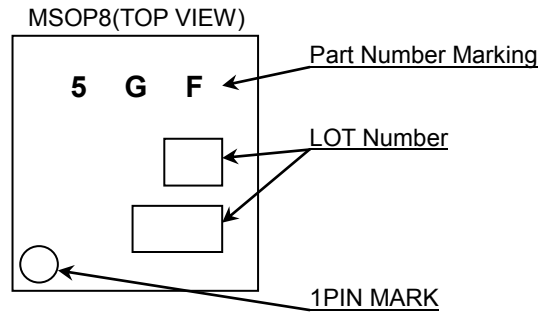 MSOP8(TOP VIEW)
Part Number Marking
5 G F
LOT Number
1PIN MARK